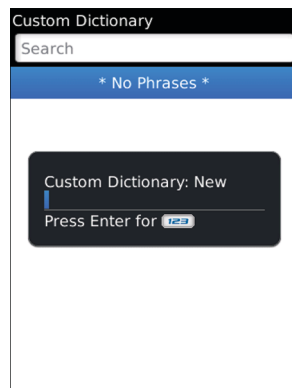 Custom Dictionary
Search
* No Phrases *
Custom Dictionary: New
Press Enter for 123